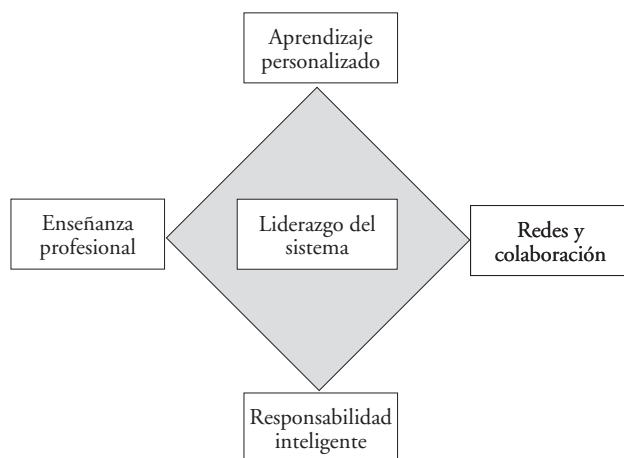 Aprendizaje
personalizado
Enseñanza
profesional
Liderazgo del
sistema
Redes y
colaboración
Responsabilidad
inteligente